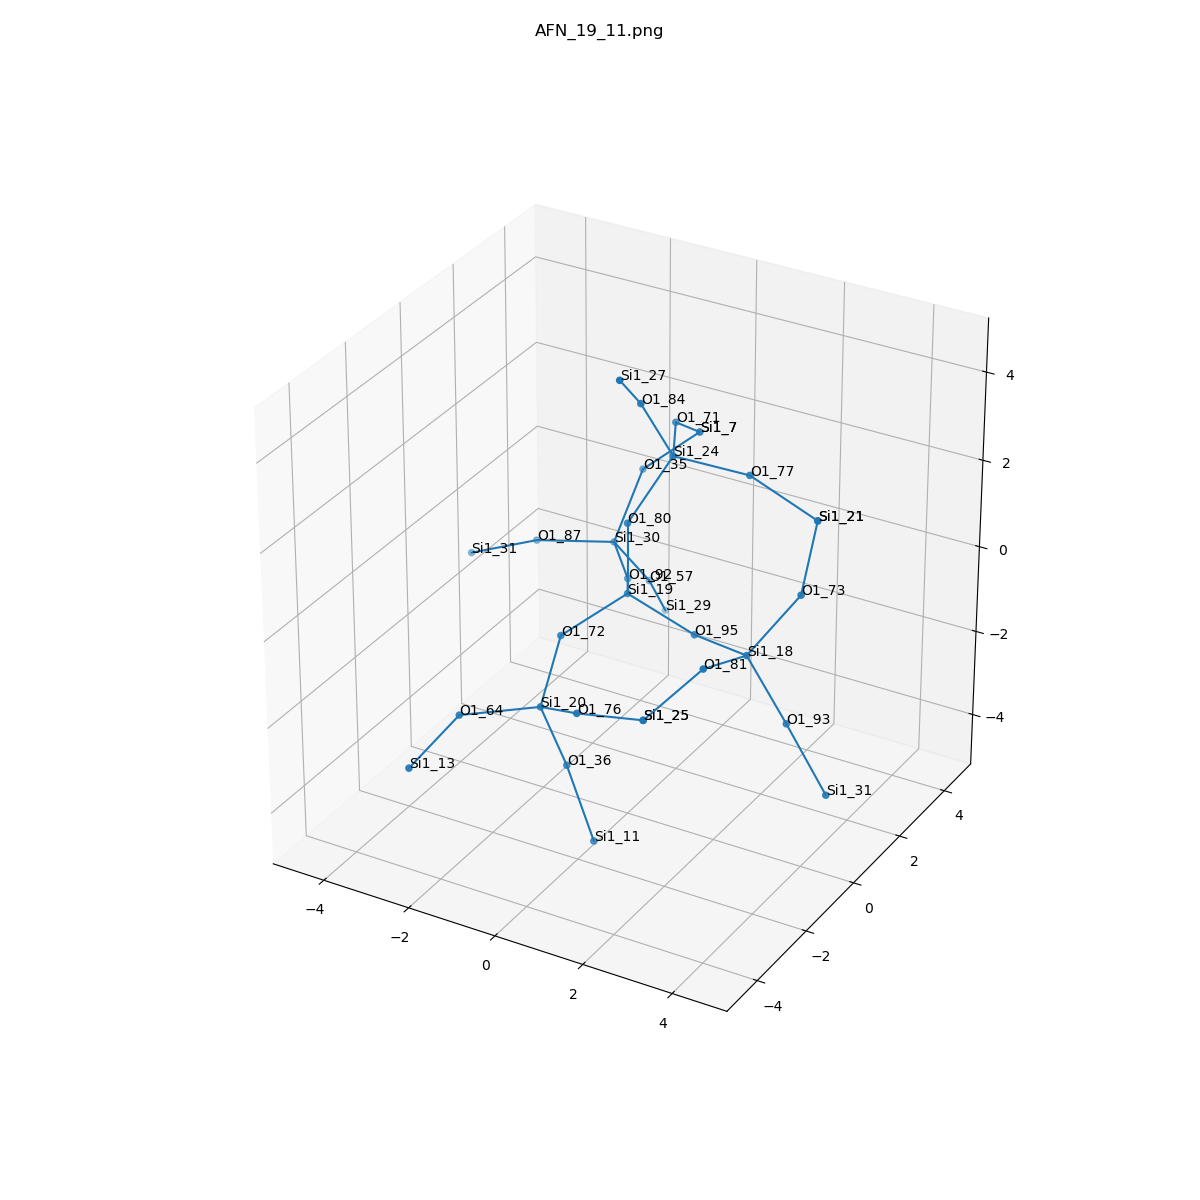 AFN_19_11.png
Si1_27
O1_84
O1_71
Si1_7
Si1_24
O1_35
O1_77
Si1_21
O1_80
O1_87
Si1_30
Si1_31
O1_92
O1_57
Si1_19
Si1_29
O1_73
O1_72
O1_95
Si1_18
O1_81
Si1_20
O1_64
O1_76
Si1_25
O1_93
Si1_13
O1_36
Si1_31
Si1_11
4
2
0
−2
−4
−4
−2
0
2
4
4
2
0
−2
−4